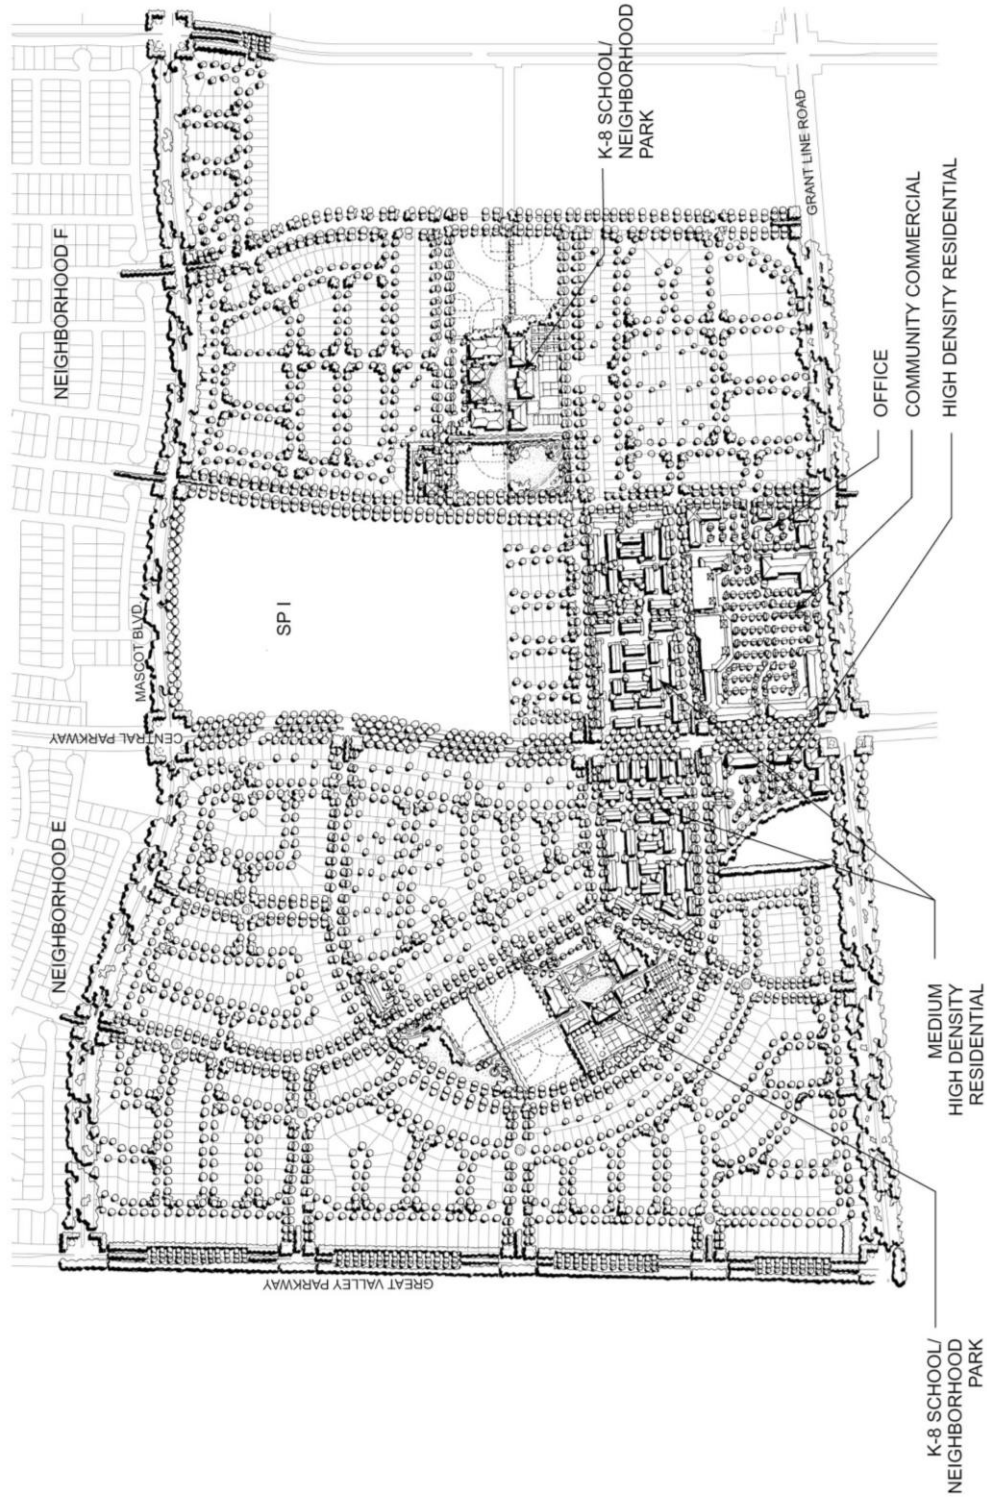 K-8 SCHOOL/
NEIGHBORHOOD
PARK
GRANT LINE ROAD
NEIGHBORHOOD F
OFFICE
COMMUNITY COMMERCIAL
HIGH DENSITY RESIDENTIAL
SP I
MASCOT BLVD.
CENTRAL PARKWAY
NEIGHBORHOOD E
MEDIUM
HIGH DENSITY
RESIDENTIAL
GREAT VALLEY PARKWAY
K-8 SCHOOL/
NEIGHBORHOOD
PARK